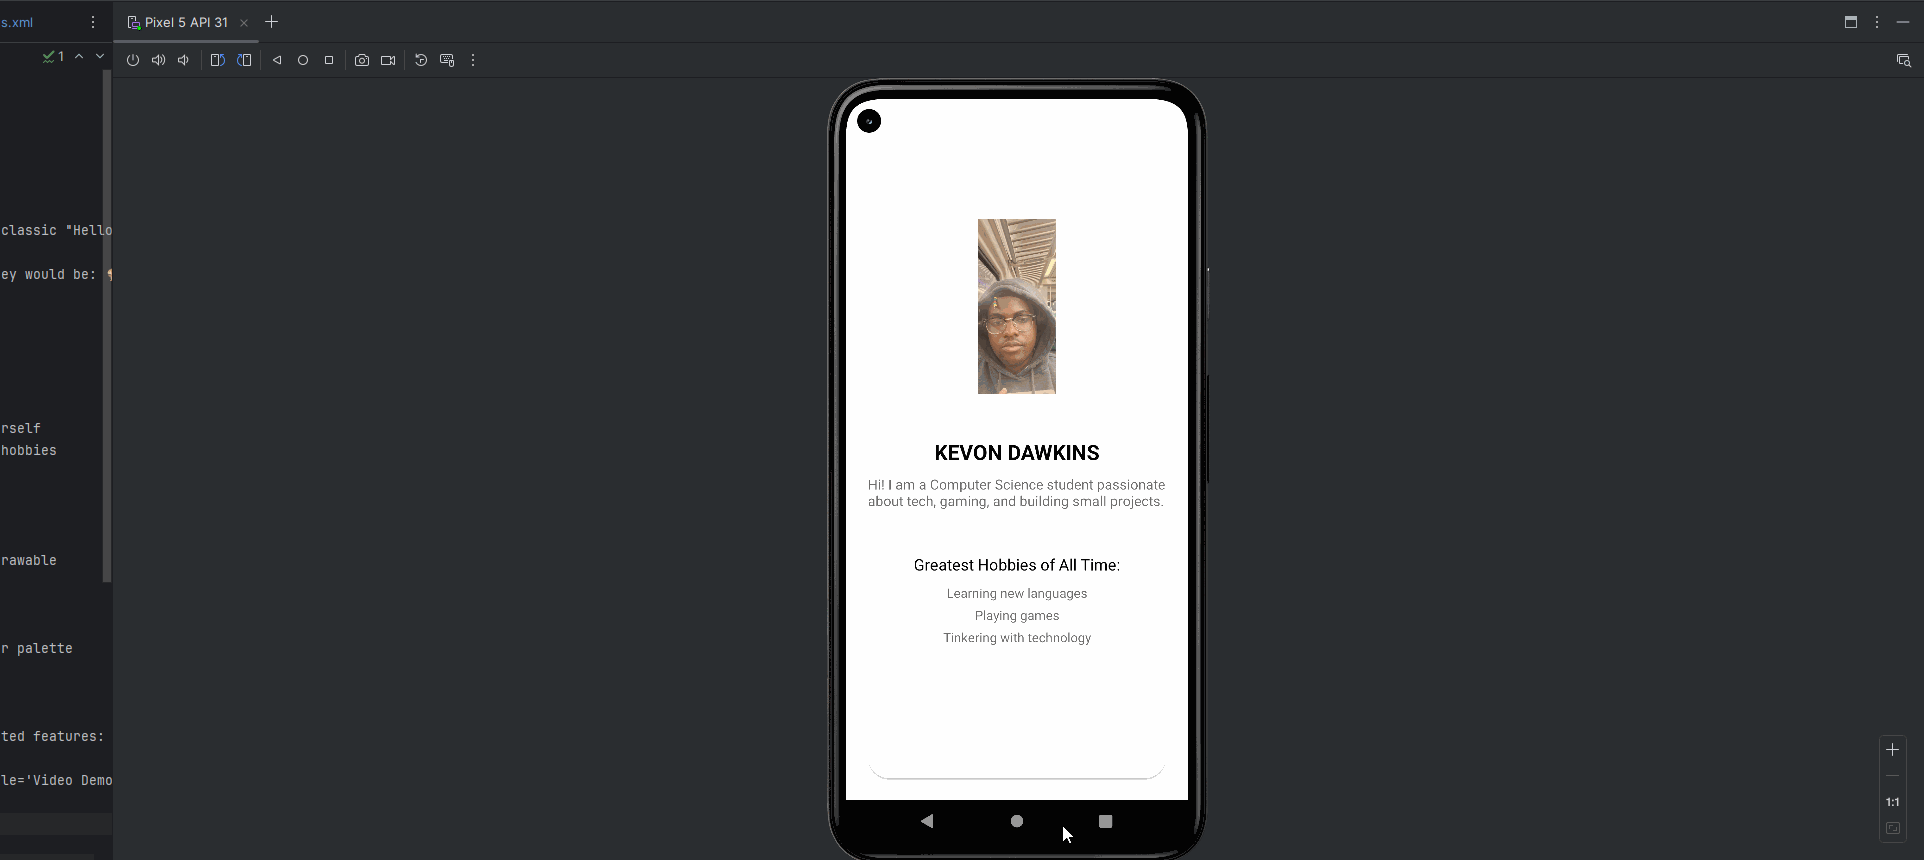 s.xml
Pixel 5 API 31
1
classic "Hello
ey would be:
rself
hobbies
rawable
r palette
ted features:
le='Video Demo
KEVON DAWKINS
Hi! I am a Computer Science student passionate
about tech, gaming, and building small projects.
Greatest Hobbies of All Time:
Learning new languages
Playing games
Tinkering with technology
1:1